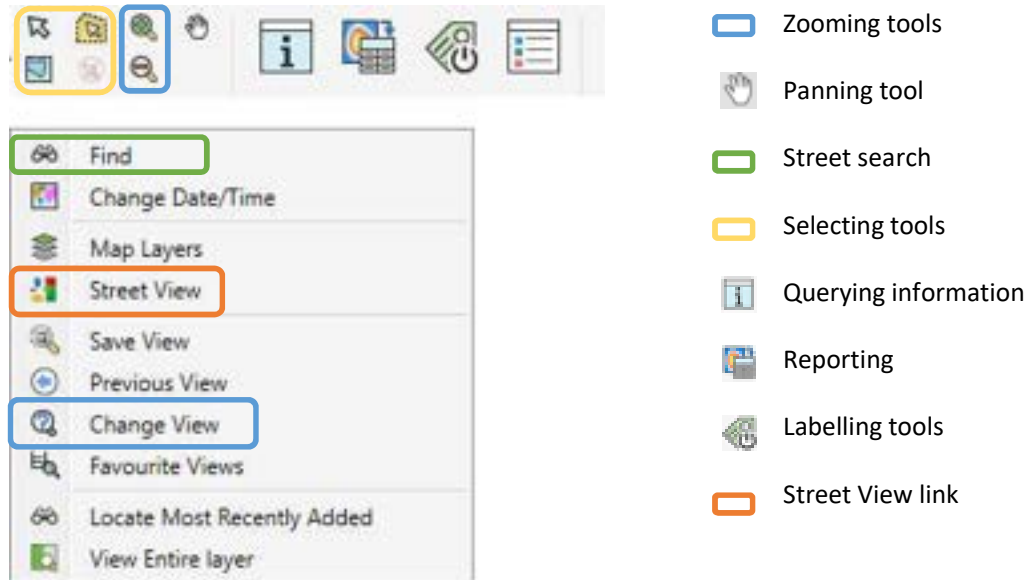 Find
Change Date/Time
Map Layers
Street View
Save View
Previous View
Change View
Favourite Views
Locate Most Recently Added
View Entire layer
Zooming tools
Panning tool
Street search
Selecting tools
Querying information
Reporting
Labelling tools
Street View link